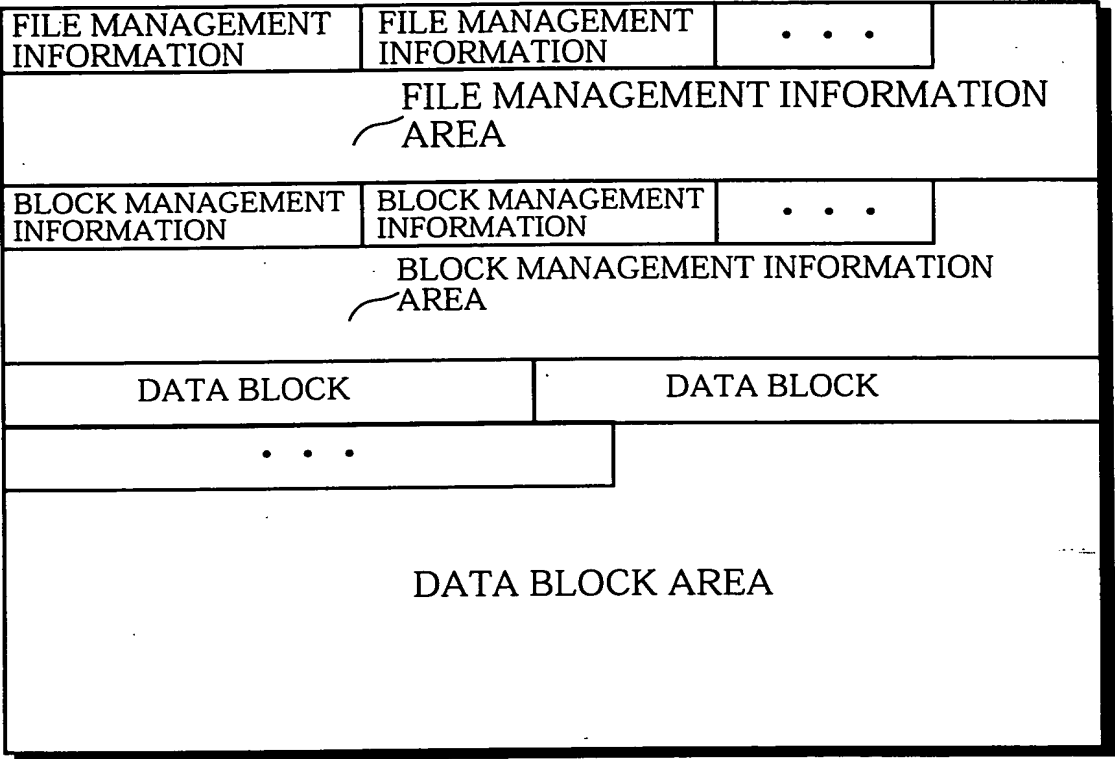 FILE MANAGEMENT
INFORMATION
FILE MANAGEMENT
INFORMATION
• • •
FILE MANAGEMENT INFORMATION
AREA
BLOCK MANAGEMENT
INFORMATION
BLOCK MANAGEMENT
INFORMATION
• • •
BLOCK MANAGEMENT INFORMATION
AREA
DATA BLOCK
DATA BLOCK
• • •
DATA BLOCK AREA